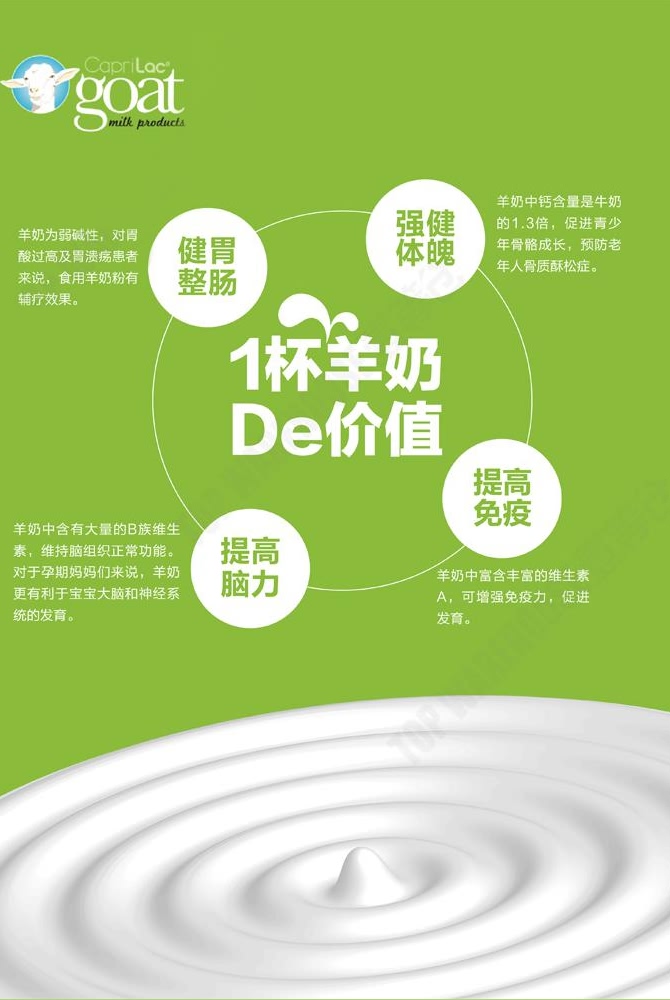 CapriLac®
goat
milk products
羊奶中钙含量是牛奶
的1.3倍，促进青少
年骨骼成长，预防老
年人骨质酥松症。
强健
体魄
羊奶为弱碱性，对胃
酸过高及胃溃疡患者
来说，食用羊奶粉有
辅疗效果。
健胃
整肠
1杯羊奶
De价值
提高
免疫
羊奶中富含丰富的维生素
A，可增强免疫力，促进
发育。
提高
脑力
羊奶中含有大量的B族维生
素，维持脑组织正常功能。
对于孕期妈妈们来说，羊奶
更有利于宝宝大脑和神经系
统的发育。